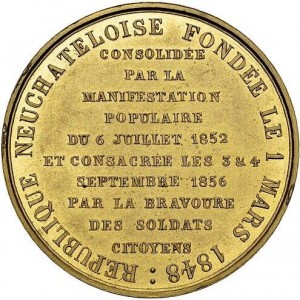 REPUBLIQUE NEUCHATELOISE FONDÉE LE 1 MARS 1848:
CONSOLIDÉE
PAR LA
MANIFESTATION
POPULAIRE
DU 6 JUILLET 1852
ET CONSACRÉE LES 3 & 4
SEPTEMBRE 1856
PAR LA BRAVOURE
DES SOLDATS
CITOYENS